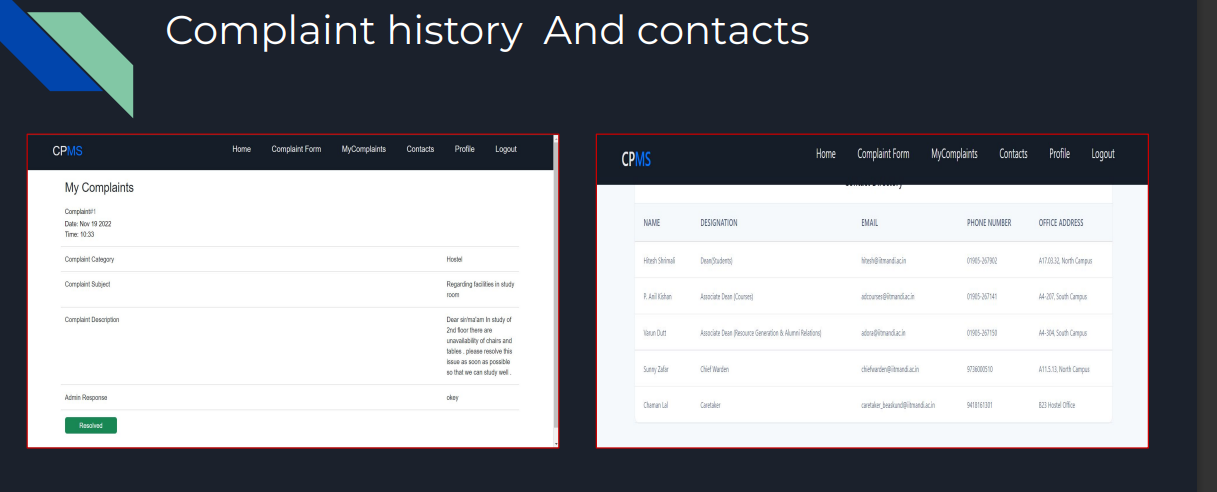 Complaint history And contacts
CPMS
Home Complaint Form MyComplaints Contacts Profile Logout
My Complaints
Complaint#1
Date: Nov 19 2022
Time: 10:33
Complaint Category Hostel
Complaint Subject Regarding facilities in study
room
Complaint Description Dear sir/ma'am In study of
2nd floor there are
unavailability of chairs and
tables . please resolve this
issue as soon as possible
so that we can study well .
Admin Response okey
Resolved
CPMS
Home Complaint Form MyComplaints Contacts Profile Logout
Contact Directory
NAME DESIGNATION EMAIL PHONE NUMBER OFFICE ADDRESS
Hitesh Shrimali Dean(Students) hitesh@iitmandi.ac.in 01905-267902 A17.03.32, North Campus
P. Anil Kishan Associate Dean (Courses) adcourses@iitmandi.ac.in 01905-267141 A4-207, South Campus
Varun Dutt Associate Dean (Resource Generation & Alumni Relations) adora@iitmandi.ac.in 01905-267150 A4-304, South Campus
Sunny Zafar Chief Warden chiefwarden@iitmandi.ac.in 9736000510 A11.5.13, North Campus
Chaman Lal Caretaker caretaker_beaskund@iitmandi.ac.in 9418161301 B23 Hostel Office